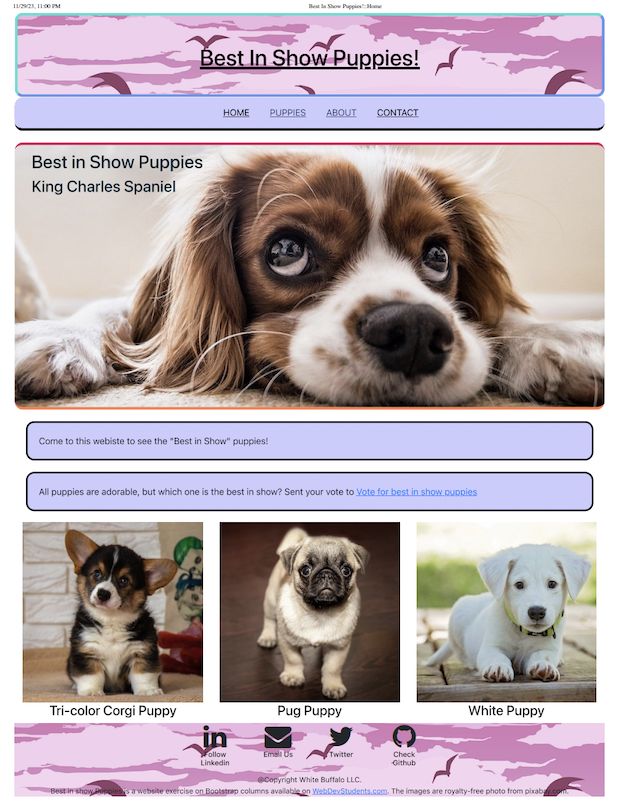 11/29/23, 11:00 PM Best In Show Puppies!::Home
Best In Show Puppies!
HOME PUPPIES ABOUT CONTACT
Best in Show Puppies
King Charles Spaniel
Come to this webiste to see the "Best in Show" puppies!
All puppies are adorable, but which one is the best in show? Sent your vote to Vote for best in show puppies
Tri-color Corgi Puppy Pug Puppy White Puppy
Follow Linkedin
Email Us
Twitter
Check Github
@Copyright White Buffalo LLC.
Best in show Puppies is a website exercise on Bootstrap columns available on WebDevStudents.com. The images are royalty-free photo from pixabay.com.